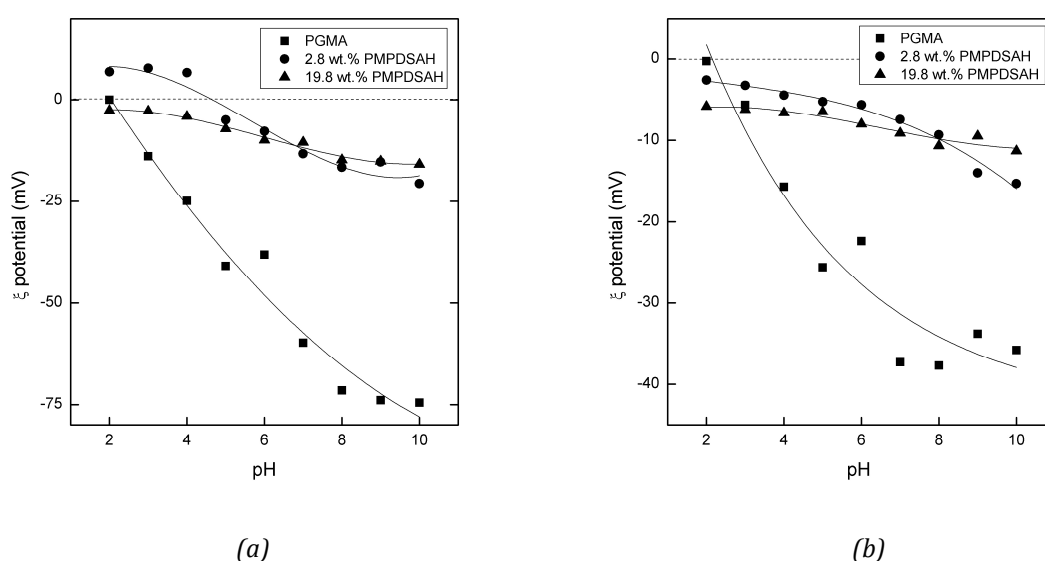 PGMA
2.8 wt.% PMPDSAH
19.8 wt.% PMPDSAH
0
-25
-50
-75
ξ potential (mV)
2 4 6 8 10
pH
(a)
PGMA
2.8 wt.% PMPDSAH
19.8 wt.% PMPDSAH
0
-10
-20
-30
-40
ξ potential (mV)
2 4 6 8 10
pH
(b)